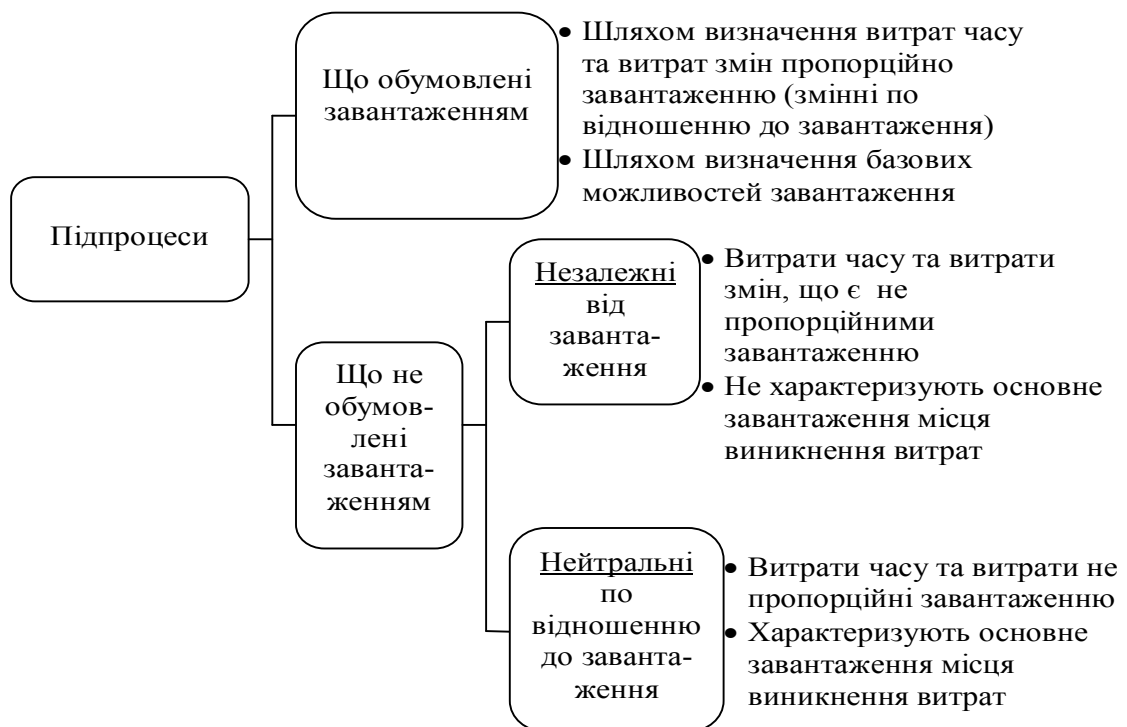 Підпроцеси
Що обумовлені
завантаженням
• Шляхом визначення витрат часу
та витрат змін пропорційно
завантаженню (змінні по
відношенню до завантаження)
• Шляхом визначення базових
можливостей завантаження
Що не
обумов-
лені
заванта-
женням
Незалежні
від
заванта-
ження
• Витрати часу та витрати
змін, що є  не
пропорційними
завантаженню
• Не характеризують основне
завантаження місця
виникнення витрат
Нейтральні
по
відношенню
до заванта-
ження
• Витрати часу та витрати не
пропорційні завантаженню
• Характеризують основне
завантаження місця
виникнення витрат